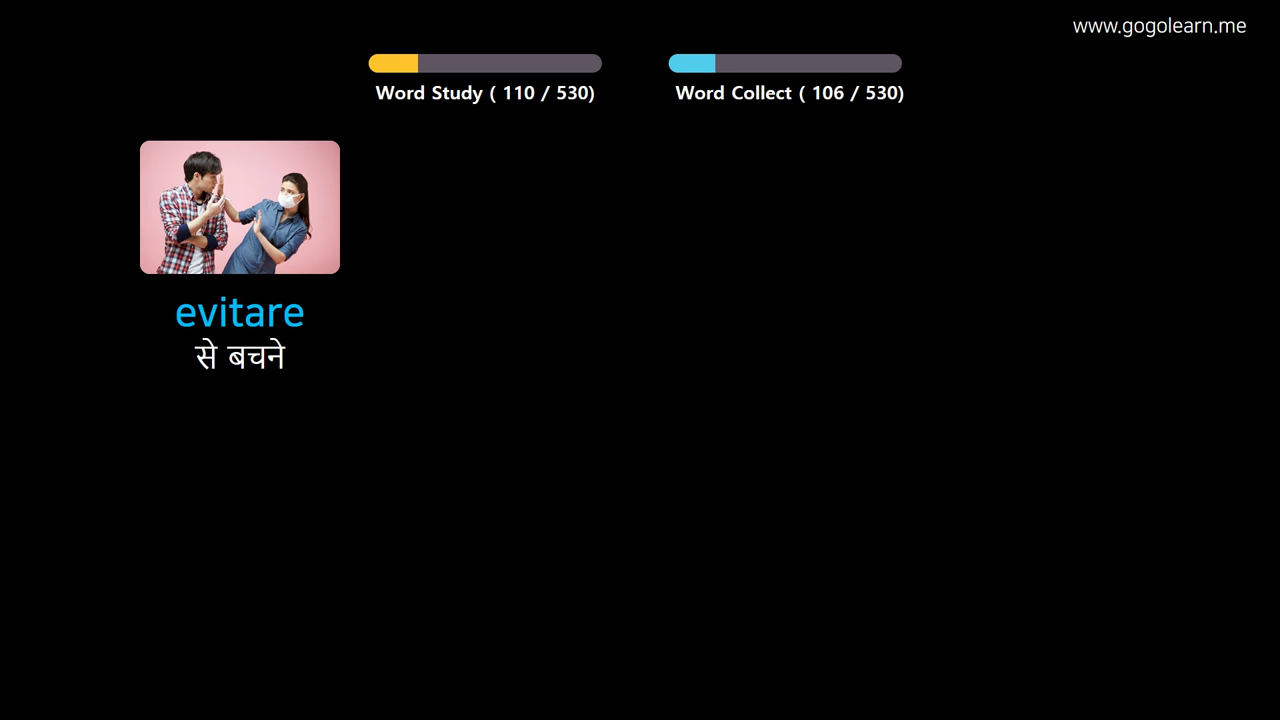 www.gogolearn.me
Word Study ( 110 / 530)
Word Collect ( 106 / 530)
evitare
से बचने